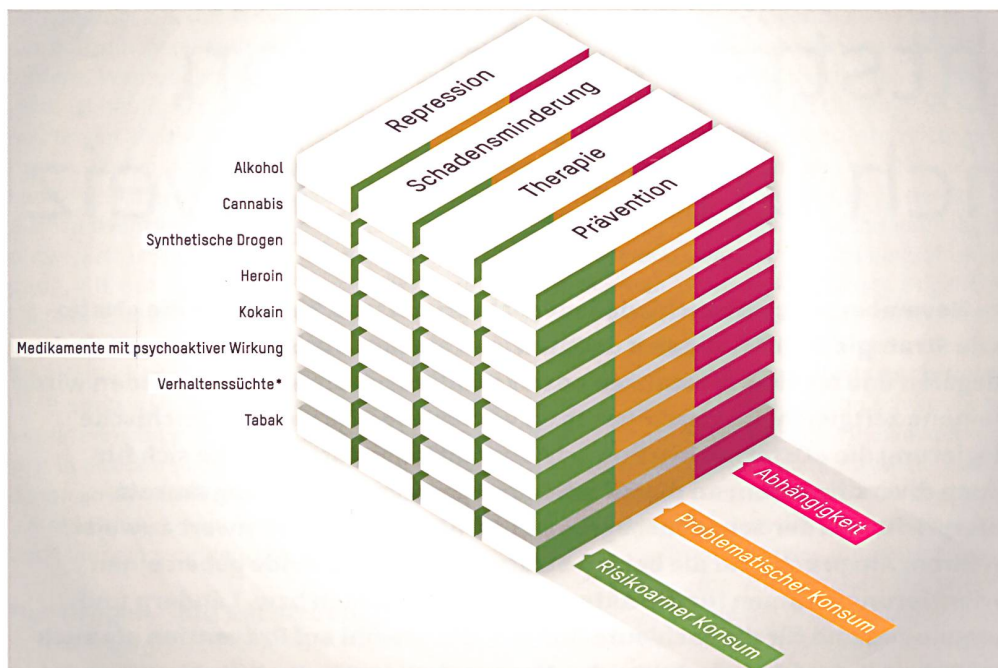 Repression
Schadensminderung
Therapie
Prävention
Alkohol
Cannabis
Synthetische Drogen
Heroin
Kokain
Medikamente mit psychoaktiver Wirkung
Verhaltenssüchte*
Tabak
Abhängigkeit
Problematischer Konsum
Risikoarmer Konsum